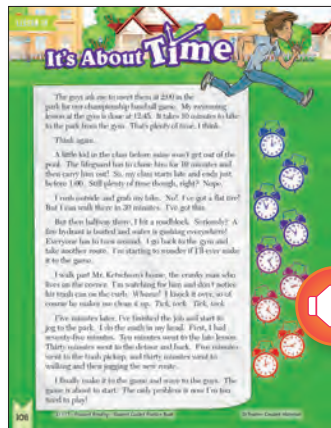 It's About Time
The guys ask me to meet them at 2:00 in the
park for our championship baseball game. My swimming
lesson at the gym is done at 12:45. It takes 10 minutes to bike
to the park from the gym. That's plenty of time, I think.
Think again.
A little kid in the class before mine won't get out of the
pool. The lifeguard has to chase him for 10 minutes and
then carry him out! So, my class starts late and ends just
before 1:00. Still plenty of time though, right? Nope.
I rush outside and grab my bike. No! I've got a flat tire!
But I can walk there in 20 minutes. I've got this.
But then halfway there, I hit a roadblock. Seriously? A
fire hydrant is busted and water is gushing everywhere!
Everyone has to turn around. I go back to the gym and
take another route. I'm starting to wonder if I'll ever make
it to the game.
I walk past Mr. Ketcheson's house, the cranky man who
lives on the corner. I'm watching for him and don't notice
his trash can on the curb. Whomp! I knock it over, so of
course he makes me clean it up. Tick, tock. Tick, tock.
Five minutes later, I've finished the job and start to
jog to the park. I do the math in my head. First, I had
seventy-five minutes. Ten minutes went to the late lesson.
Thirty minutes went to the detour and back. Five minutes
went to the trash pickup, and thirty minutes went to
walking and then jogging the new route.
I finally make it to the game and wave to the guys. The
game is about to start. The only problem is now I'm too
tired to play!
106